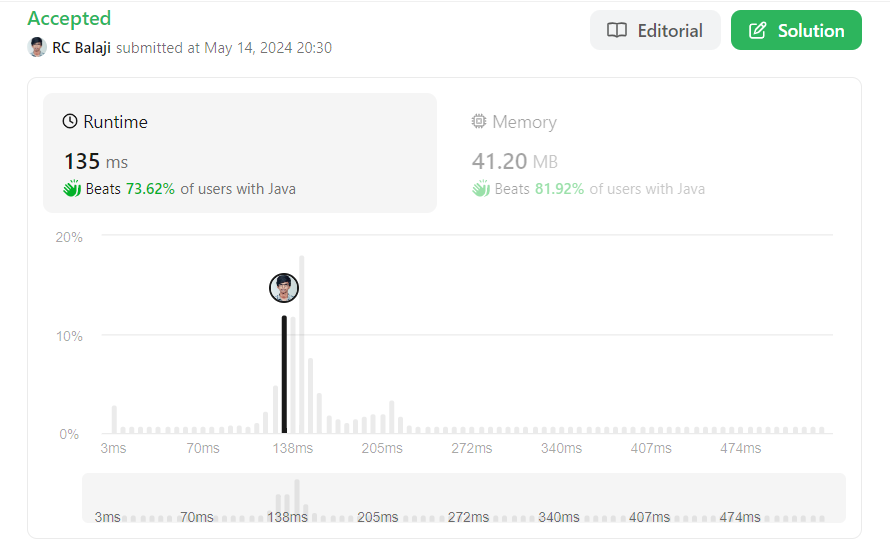 Accepted
RC Balaji submitted at May 14, 2024 20:30
Editorial
Solution
Runtime
135 ms
Beats 73.62% of users with Java
Memory
41.20 MB
Beats 81.92% of users with Java
20%
10%
0%
3ms 70ms 138ms 205ms 272ms 340ms 407ms 474ms
3ms 70ms 138ms 205ms 272ms 340ms 407ms 474ms